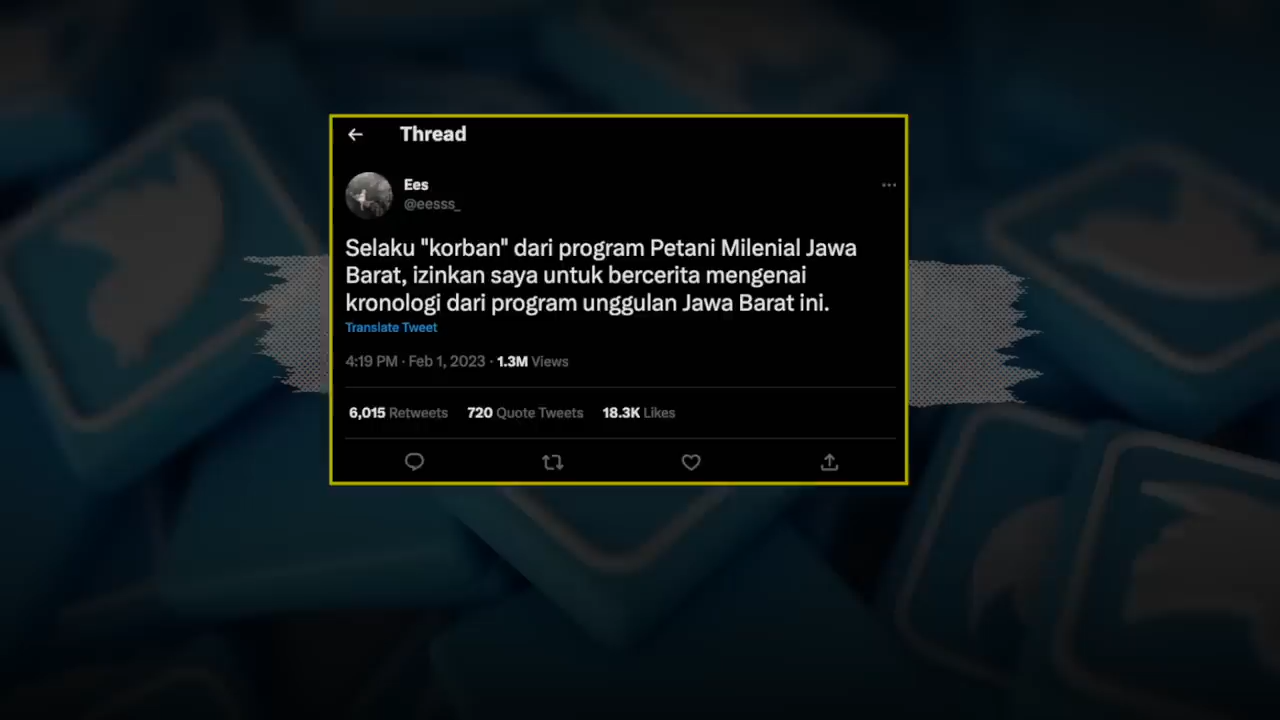 Thread
Ees
@eesss_
Selaku "korban" dari program Petani Milenial Jawa
Barat, izinkan saya untuk bercerita mengenai
kronologi dari program unggulan Jawa Barat ini.
Translate Tweet
4:19 PM · Feb 1, 2023 · 1.3M Views
6,015 Retweets 720 Quote Tweets 18.3K Likes